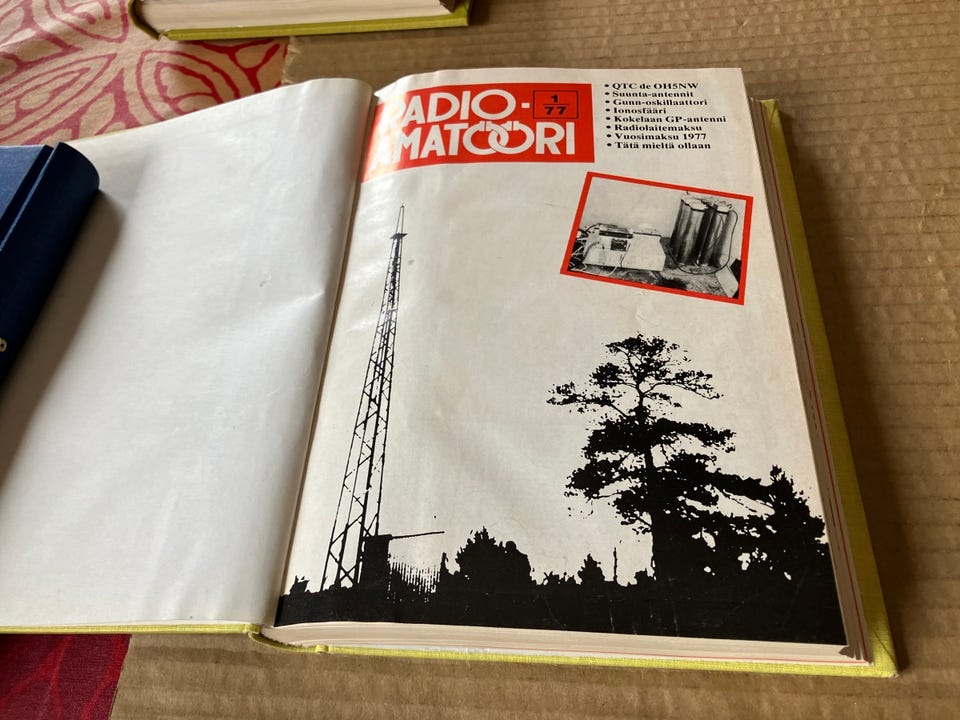 RADIO-
AMATÖÖRI
1
77
• QTC de OH5NW
• Suunta-antennit
• Gunn-oskillaattori
• Ionosfääri
• Kokelaan GP-antenni
• Radiolaitemaksu
• Vuosimaksu 1977
• Tätä mieltä ollaan